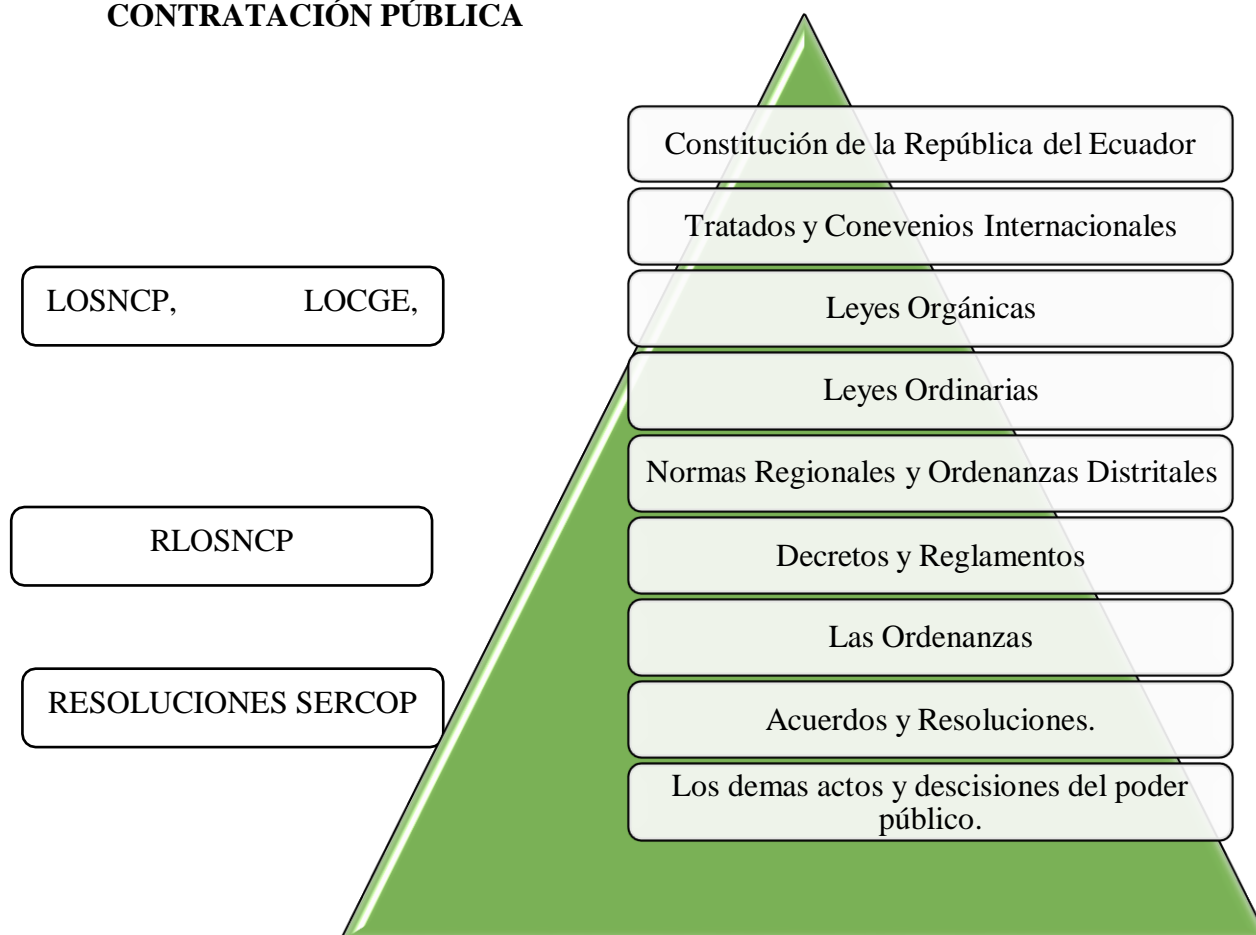 CONTRATACIÓN PÚBLICA
Constitución de la República del Ecuador
Tratados y Conevenios Internacionales
LOSNCP, LOCGE,
Leyes Orgánicas
Leyes Ordinarias
Normas Regionales y Ordenanzas Distritales
RLOSNCP
Decretos y Reglamentos
Las Ordenanzas
RESOLUCIONES SERCOP
Acuerdos y Resoluciones.
Los demas actos y descisiones del poder
público.